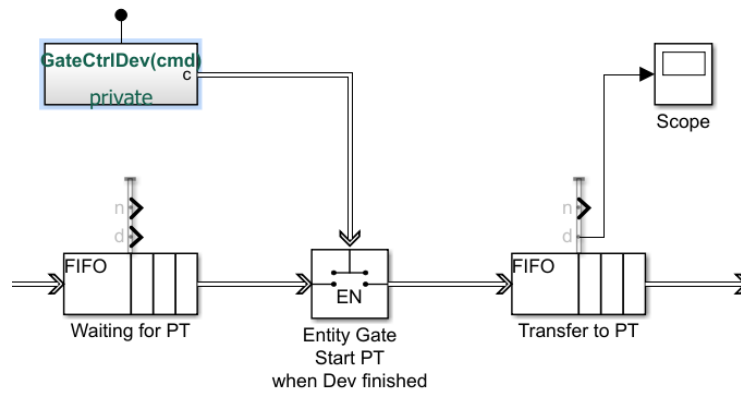 GateCtrlDev(cmd)
c
private
Scope
n
d
n
d
FIFO
EN
FIFO
Waiting for PT
Entity Gate
Start PT
when Dev finished
Transfer to PT